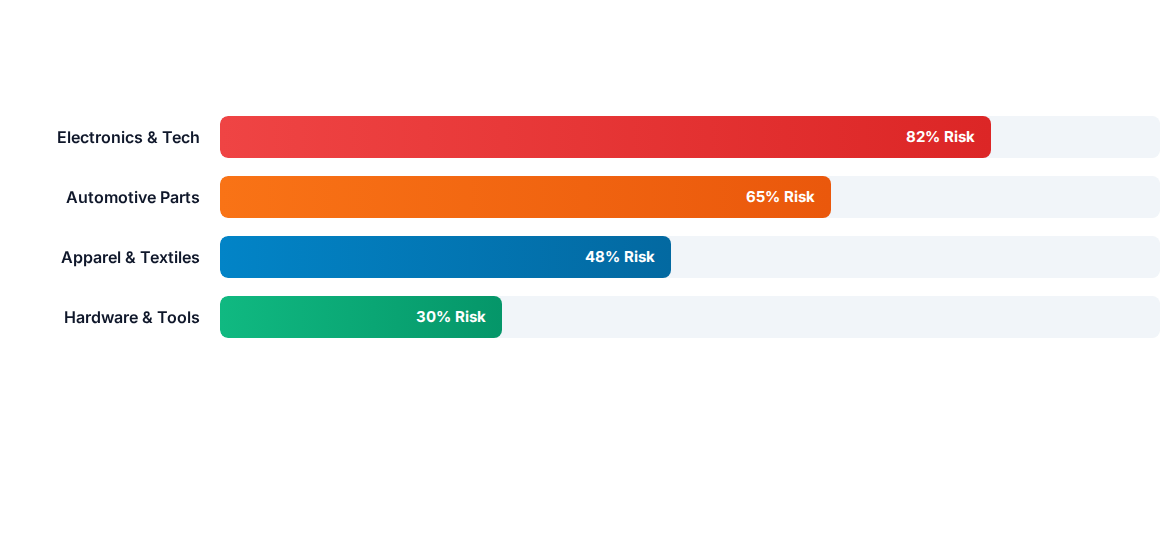 Electronics & Tech 82% Risk
Automotive Parts 65% Risk
Apparel & Textiles 48% Risk
Hardware & Tools 30% Risk